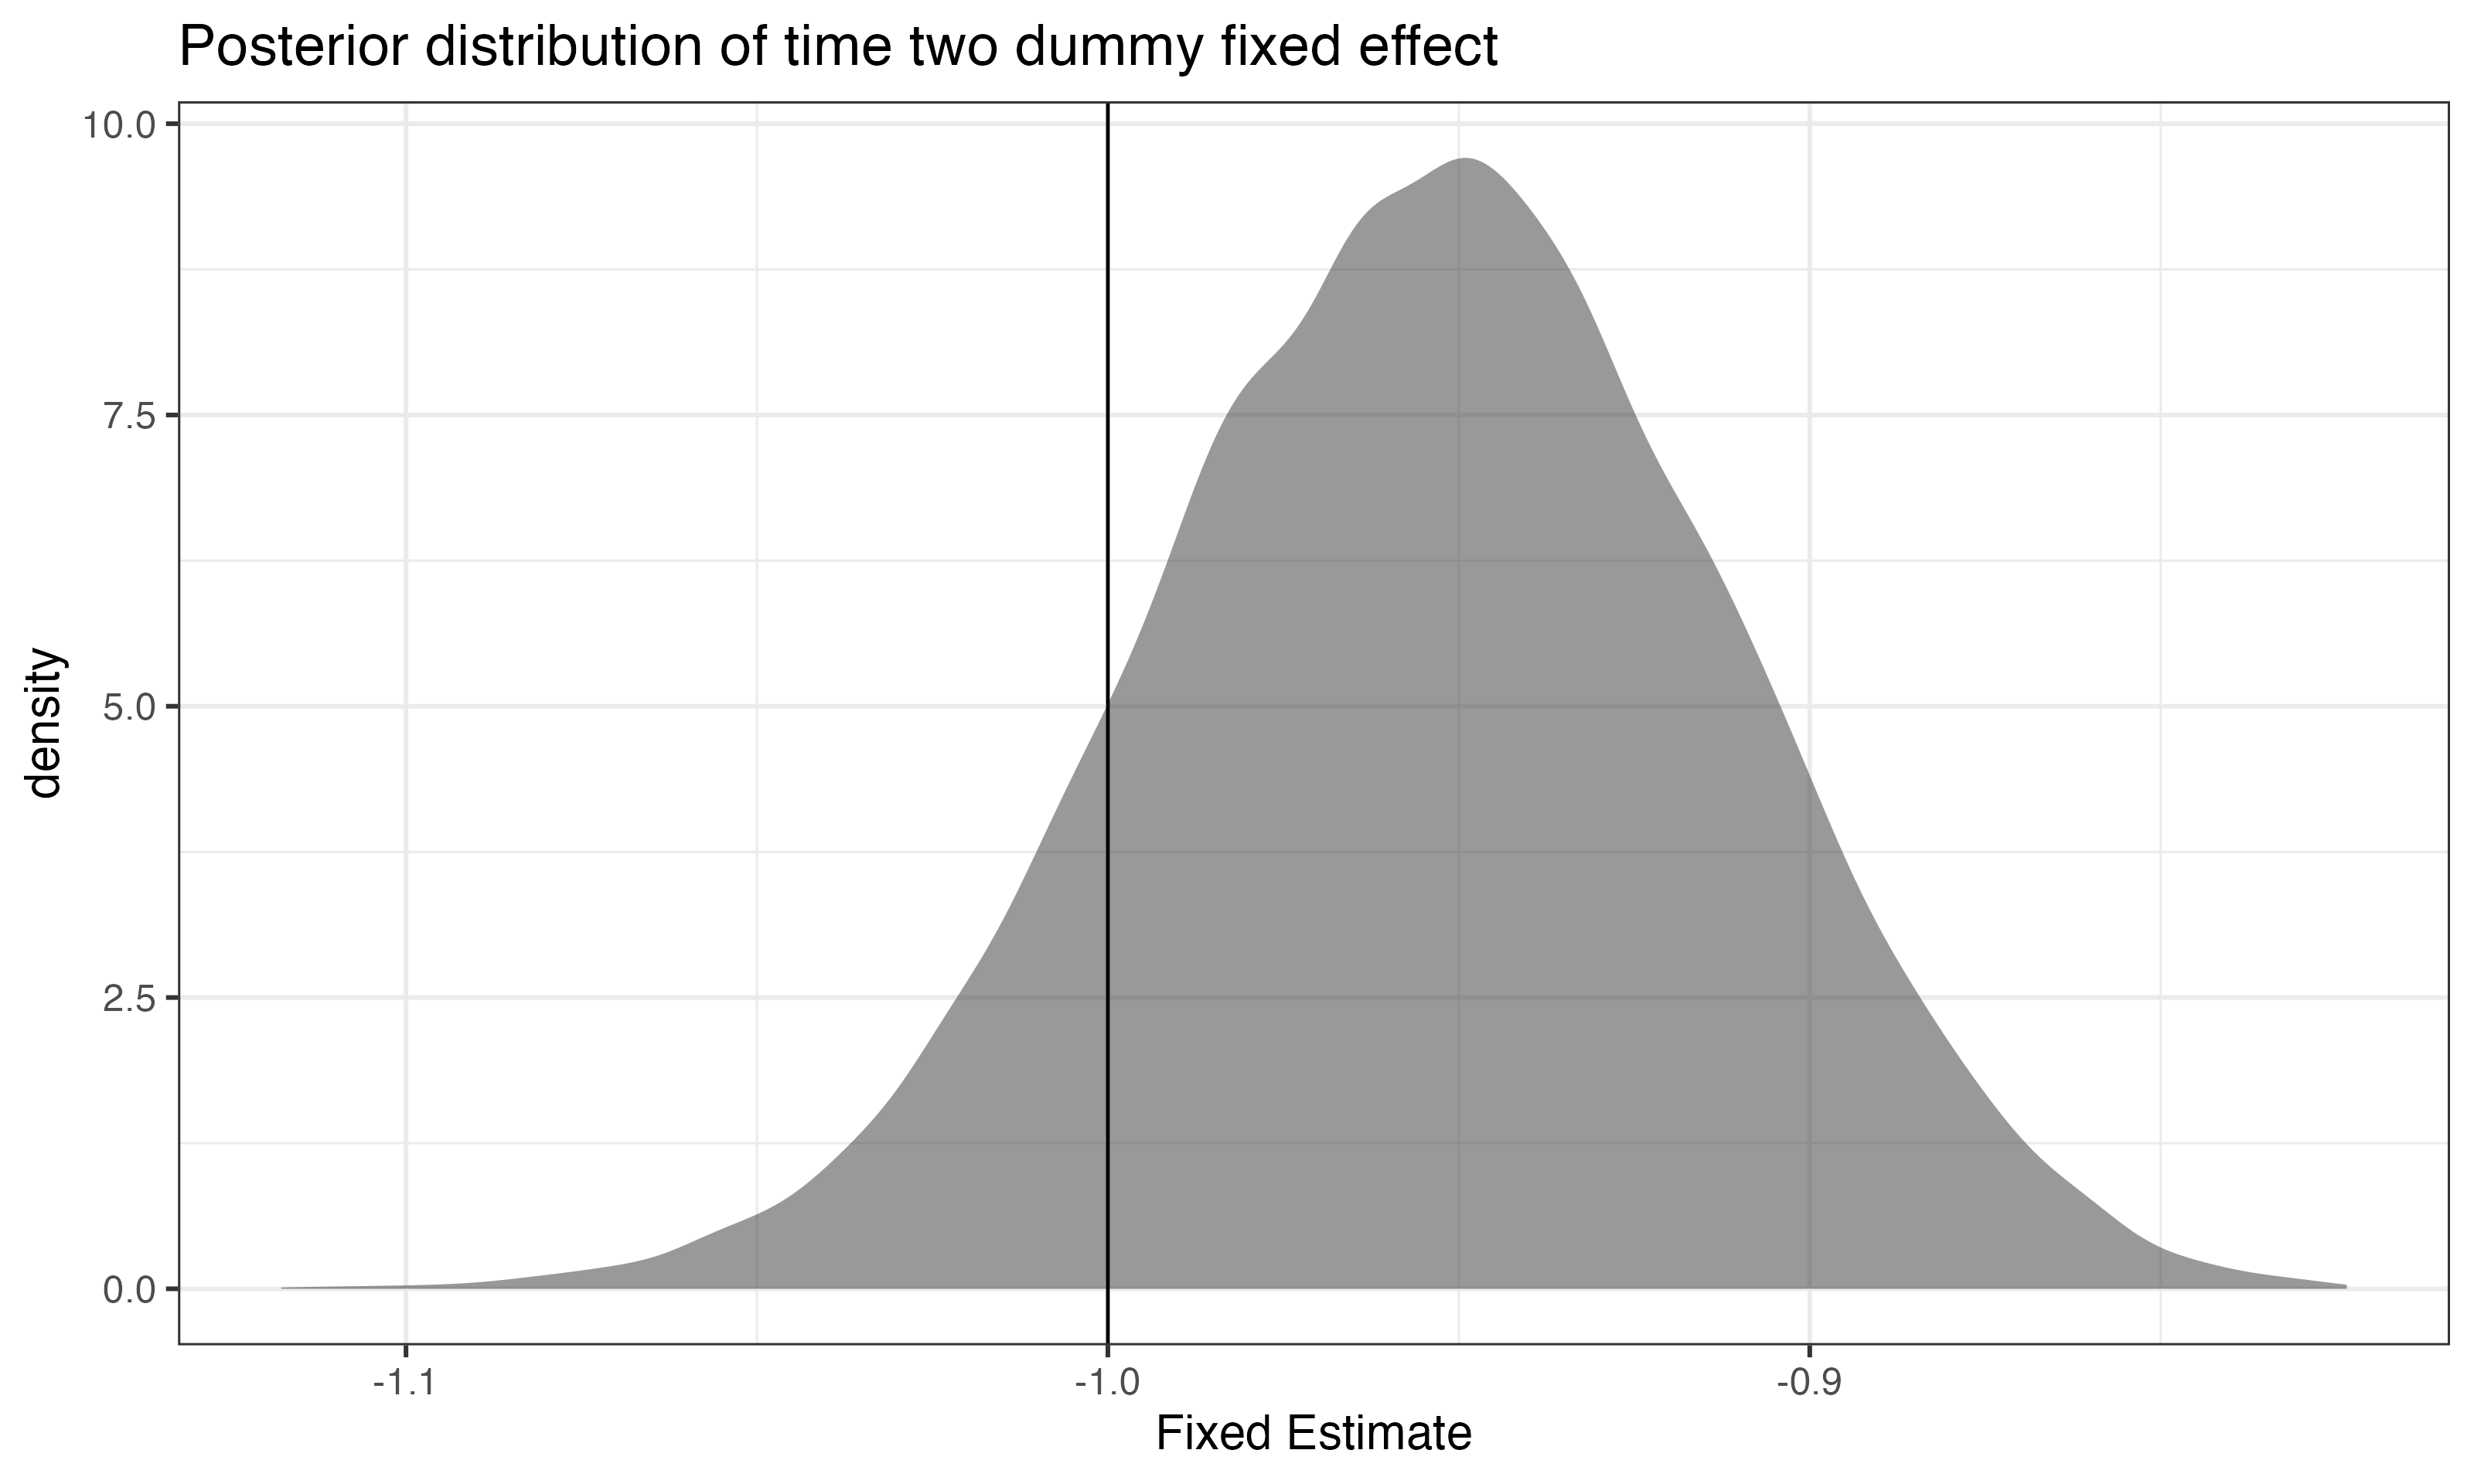 Posterior distribution of time two dummy fixed effect
10.0
7.5
5.0
2.5
0.0
density
-1.1
-1.0
-0.9
Fixed Estimate